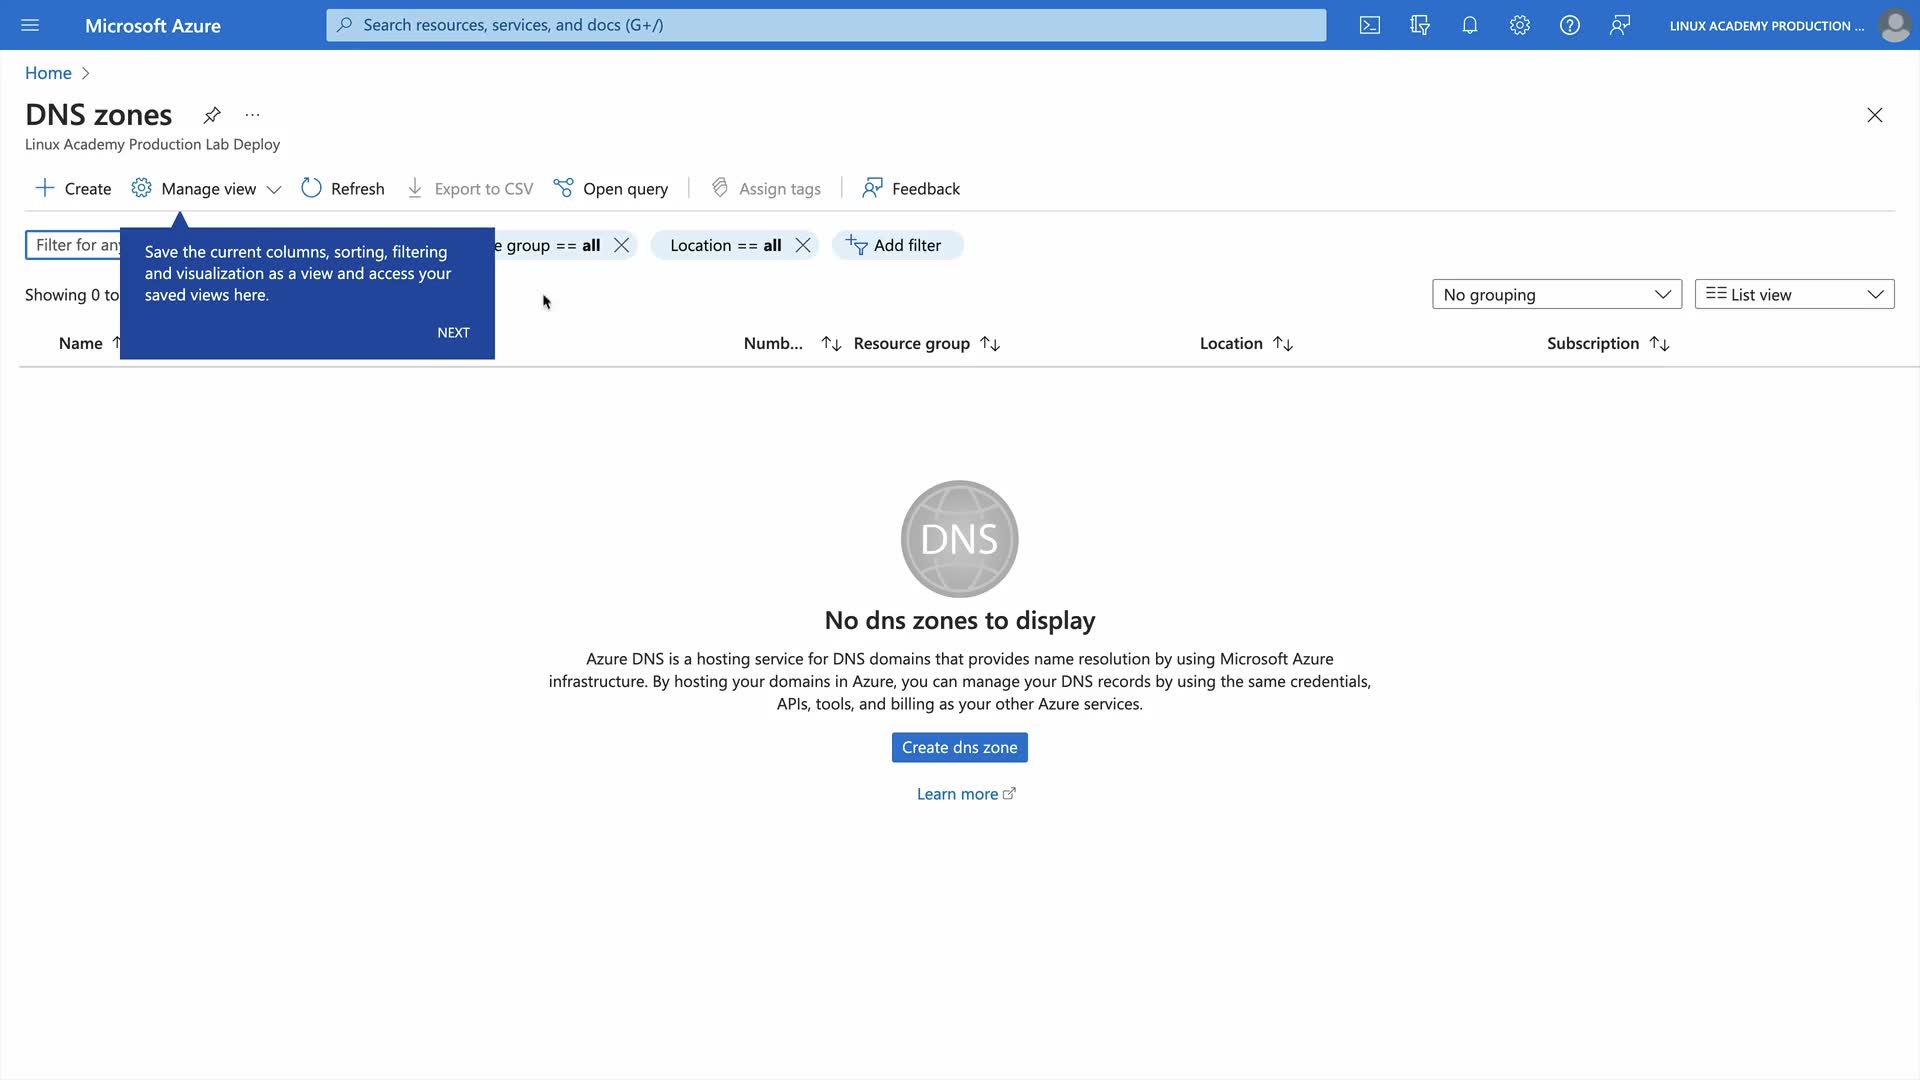 Microsoft Azure
Search resources, services, and docs (G+/)
LINUX ACADEMY PRODUCTION ...
Home
DNS zones
Linux Academy Production Lab Deploy
Create
Manage view
Refresh
Export to CSV
Open query
Assign tags
Feedback
Filter for any
Save the current columns, sorting, filtering
and visualization as a view and access your
saved views here.
NEXT
e group == all
Location == all
Add filter
Showing 0 to
No grouping
List view
Name
Numb...
Resource group
Location
Subscription
DNS
No dns zones to display
Azure DNS is a hosting service for DNS domains that provides name resolution by using Microsoft Azure
infrastructure. By hosting your domains in Azure, you can manage your DNS records by using the same credentials,
APIs, tools, and billing as your other Azure services.
Create dns zone
Learn more